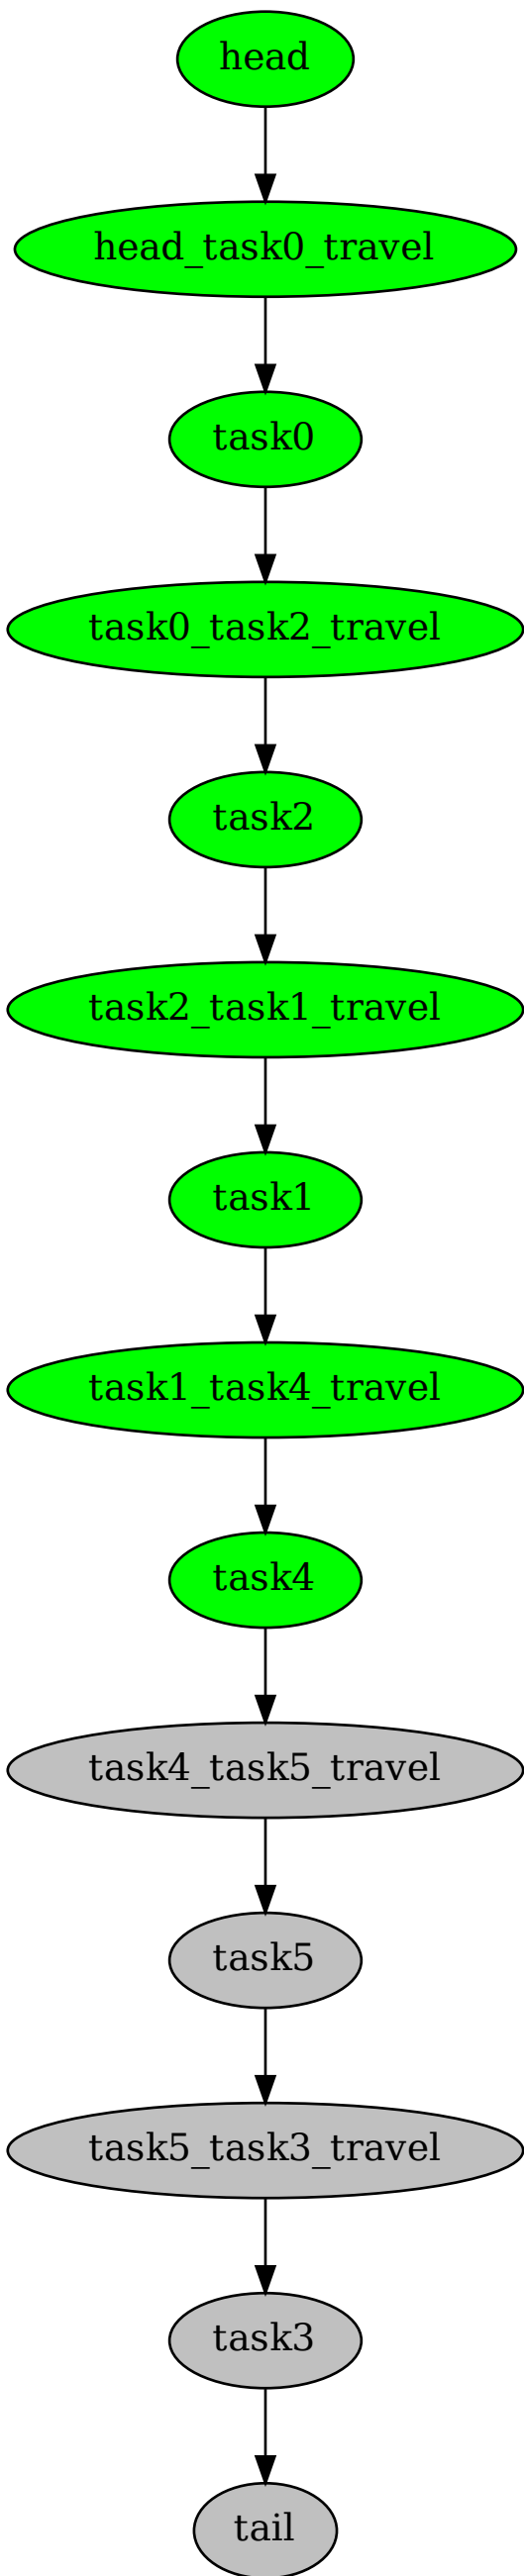 head
head_task0_travel
task0
task0_task2_travel
task2
task2_task1_travel
task1
task1_task4_travel
task4
task4_task5_travel
task5
task5_task3_travel
task3
tail